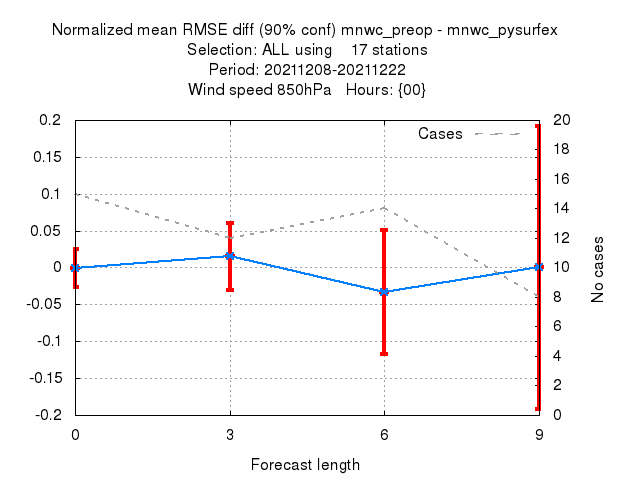 Normalized mean RMSE diff (90% conf) mnwc_preop - mnwc_pysurfex
Selection: ALL using    17 stations
Period: 20211208-20211222
Wind speed 850hPa   Hours: {00}
Cases
0.2
0.15
0.1
0.05
0
-0.05
-0.1
-0.15
-0.2
20
18
16
14
12
10
8
6
4
2
0
No cases
0 3 6 9
Forecast length